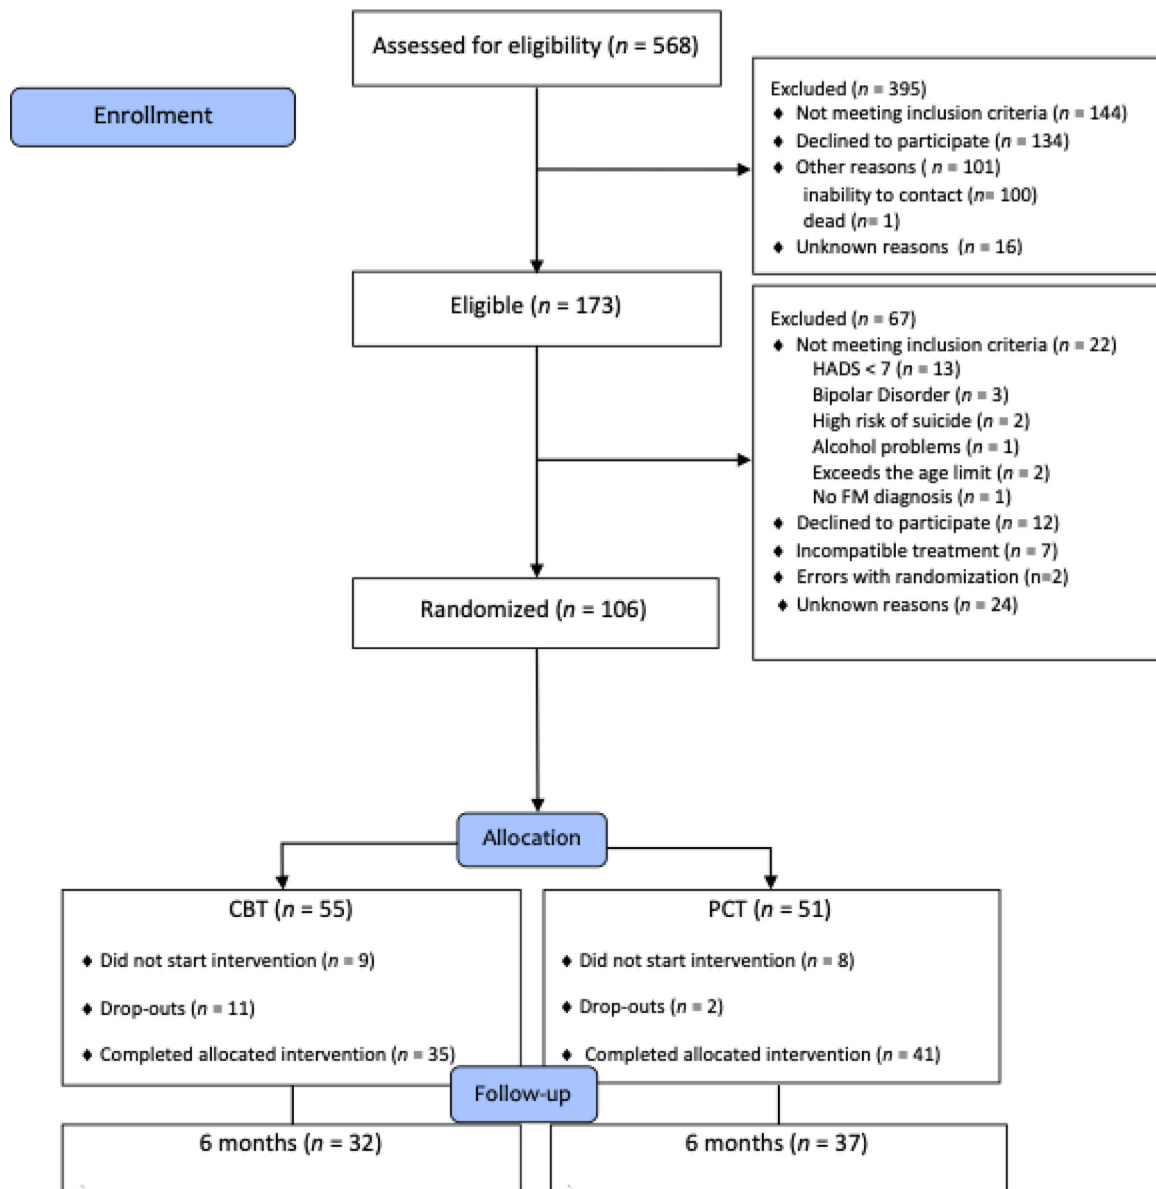 Assessed for eligibility (n = 568)
Enrollment
Excluded (n = 395)
♦ Not meeting inclusion criteria (n = 144)
♦ Declined to participate (n = 134)
♦ Other reasons ( n = 101)
inability to contact (n= 100)
dead (n= 1)
♦ Unknown reasons (n = 16)
Eligible (n = 173)
Excluded (n = 67)
♦ Not meeting inclusion criteria (n = 22)
HADS < 7 (n = 13)
Bipolar Disorder (n = 3)
High risk of suicide (n = 2)
Alcohol problems (n = 1)
Exceeds the age limit (n = 2)
No FM diagnosis (n = 1)
♦ Declined to participate (n = 12)
♦ Incompatible treatment (n = 7)
♦ Errors with randomization (n=2)
♦ Unknown reasons (n = 24)
Randomized (n = 106)
Allocation
CBT (n = 55)
♦ Did not start intervention (n = 9)
♦ Drop-outs (n = 11)
♦ Completed allocated intervention (n = 35)
PCT (n = 51)
♦ Did not start intervention (n = 8)
♦ Drop-outs (n = 2)
♦ Completed allocated intervention (n = 41)
Follow-up
6 months (n = 32)
6 months (n = 37)